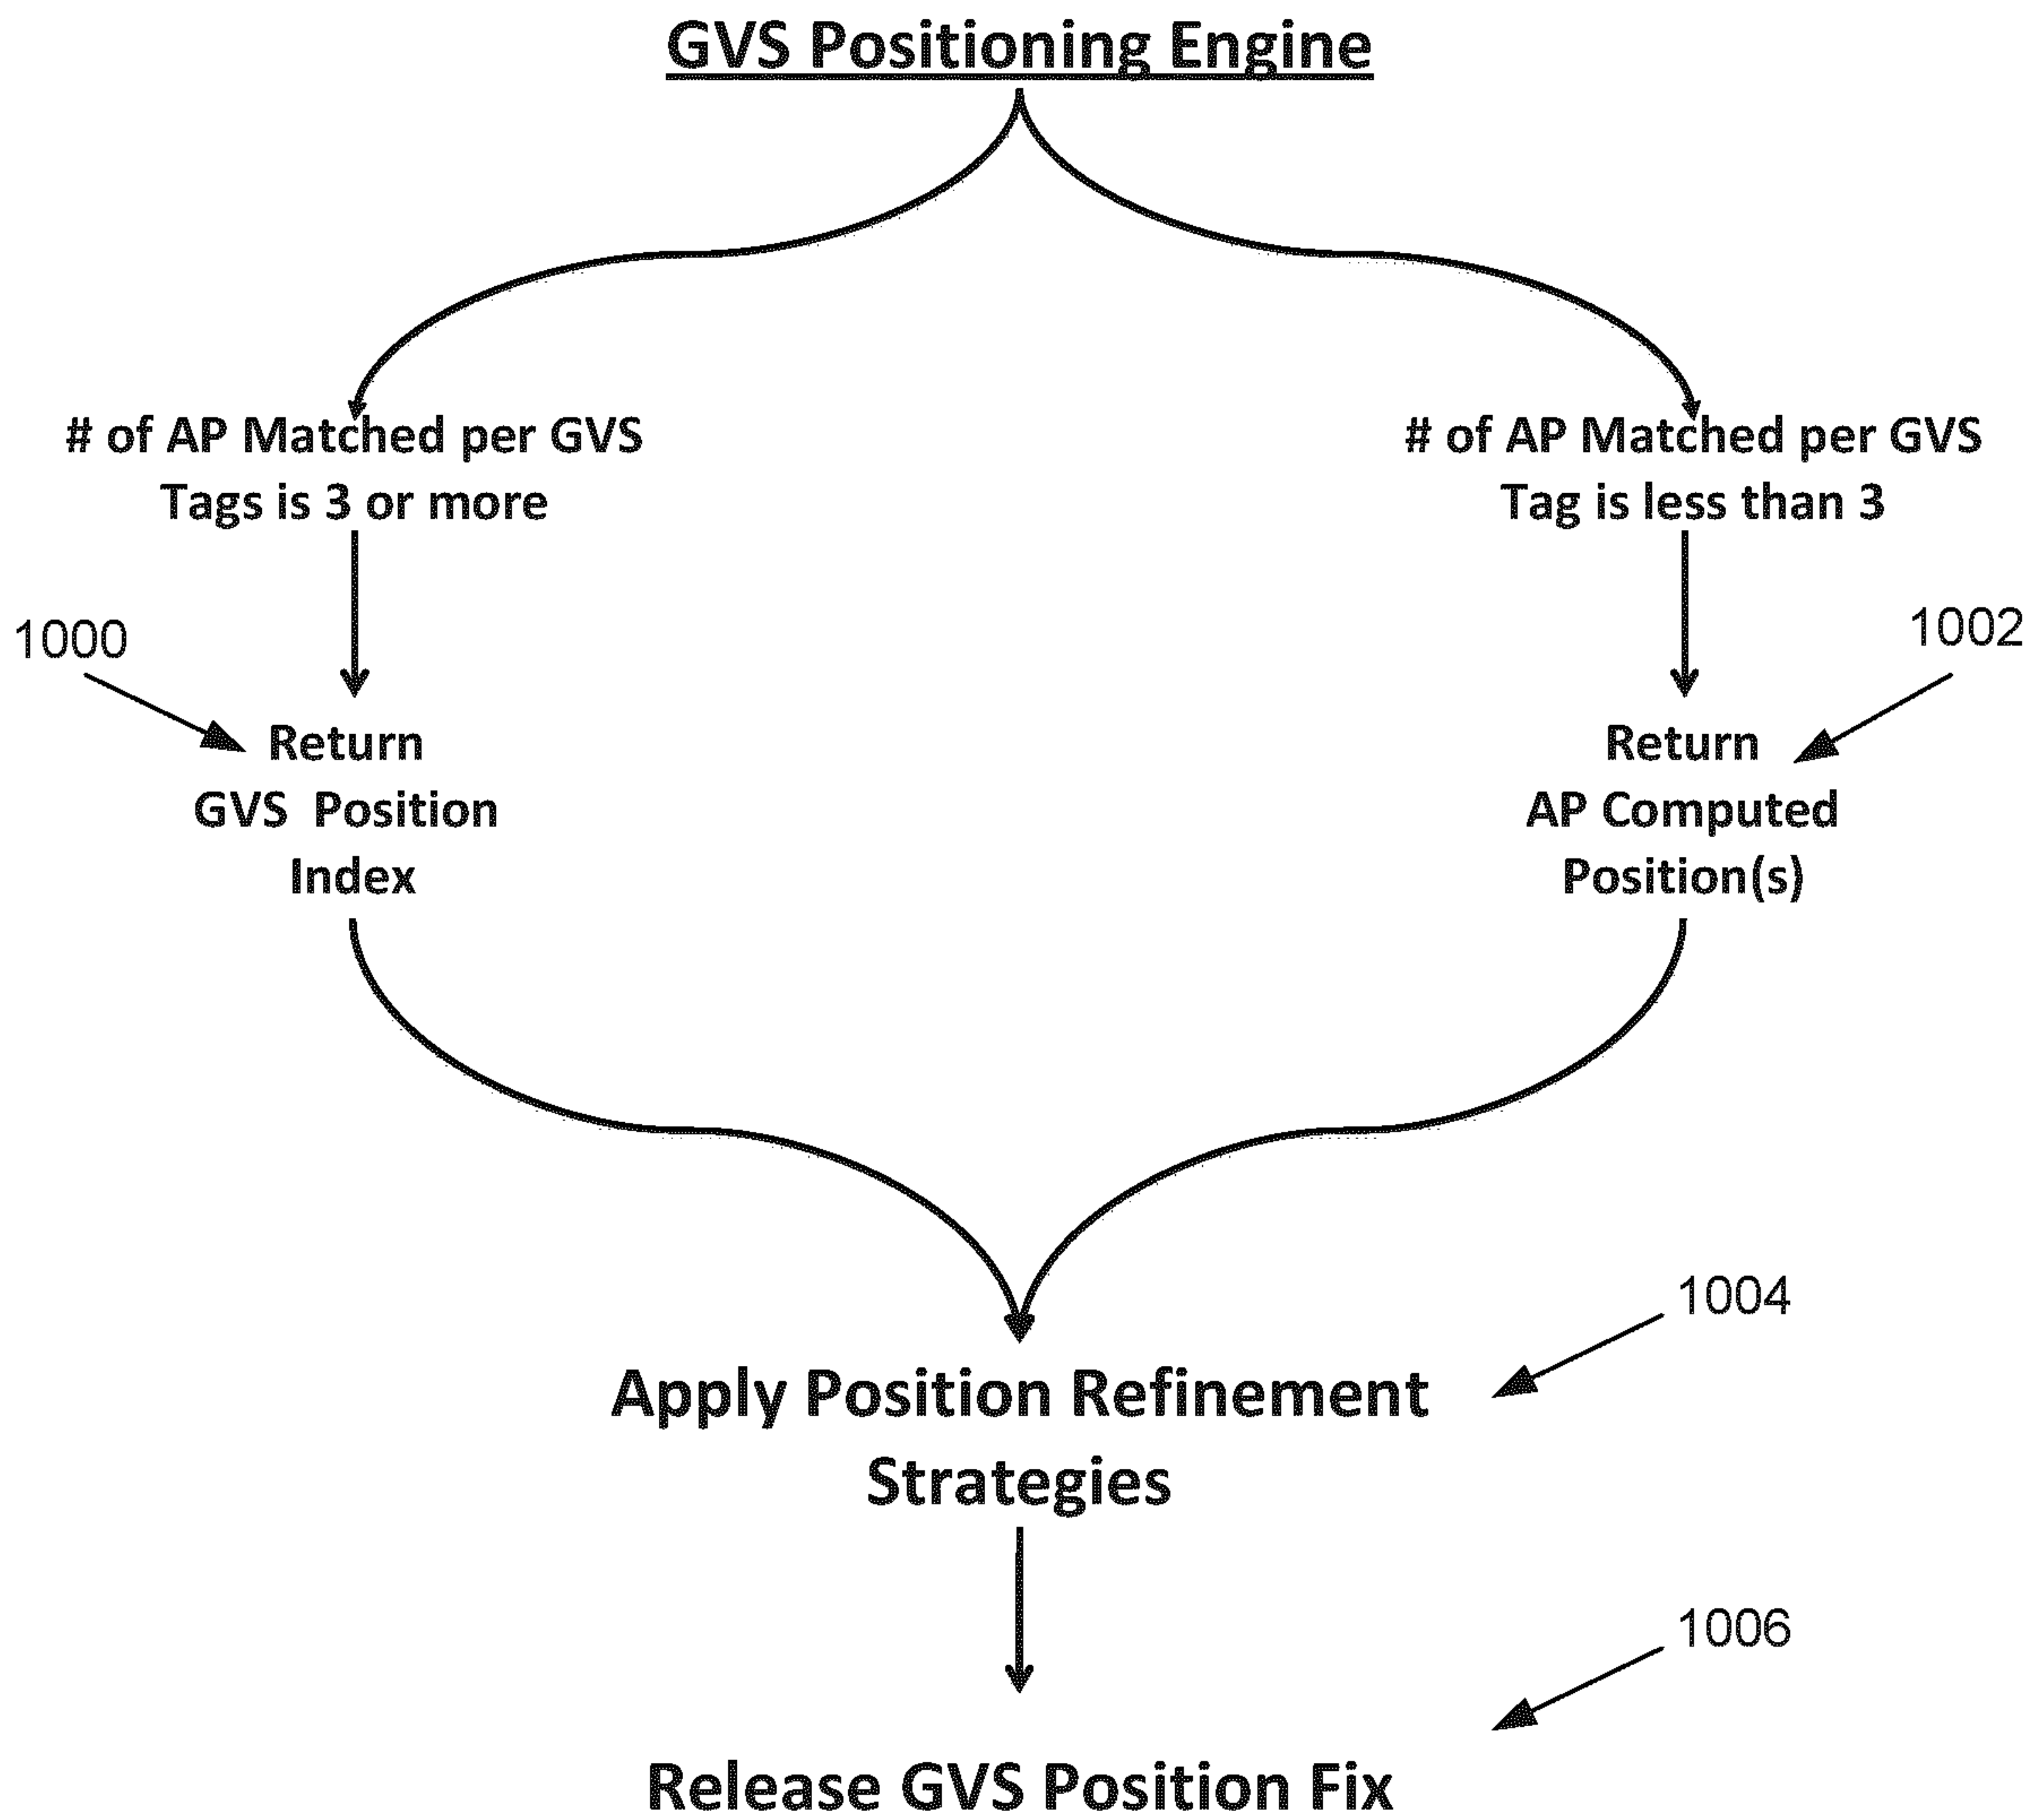 GVS Positioning Engine
# of AP Matched per GVS
Tags is 3 or more
# of AP Matched per GVS
Tag is less than 3
1000
1002
Return
GVS Position
Index
Return
AP Computed
Position(s)
1004
Apply Position Refinement
Strategies
1006
Release GVS Position Fix